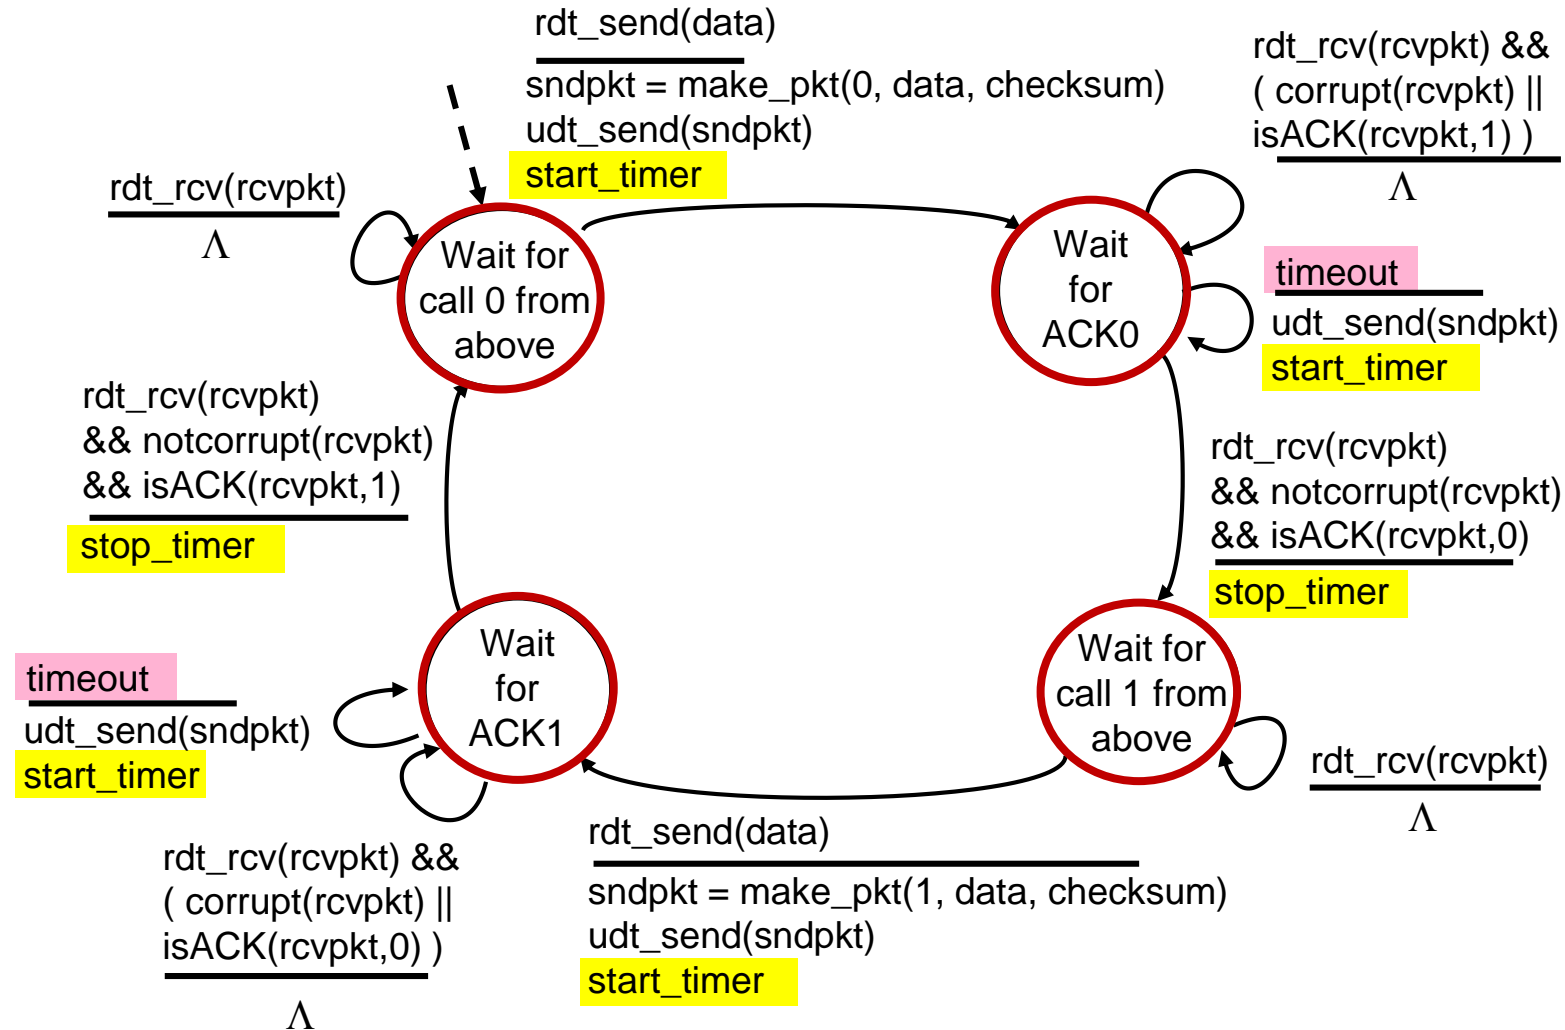 rdt_send(data)
sndpkt = make_pkt(0, data, checksum)
udt_send(sndpkt)
start_timer
rdt_rcv(rcvpkt) &&
( corrupt(rcvpkt) ||
isACK(rcvpkt,1) )
Λ
rdt_rcv(rcvpkt)
Λ
Wait for
call 0 from
above
Wait
for
ACK0
timeout
udt_send(sndpkt)
start_timer
rdt_rcv(rcvpkt)
&& notcorrupt(rcvpkt)
&& isACK(rcvpkt,1)
stop_timer
rdt_rcv(rcvpkt)
&& notcorrupt(rcvpkt)
&& isACK(rcvpkt,0)
stop_timer
timeout
udt_send(sndpkt)
start_timer
Wait
for
ACK1
Wait for
call 1 from
above
rdt_rcv(rcvpkt)
Λ
rdt_rcv(rcvpkt) &&
( corrupt(rcvpkt) ||
isACK(rcvpkt,0) )
Λ
rdt_send(data)
sndpkt = make_pkt(1, data, checksum)
udt_send(sndpkt)
start_timer